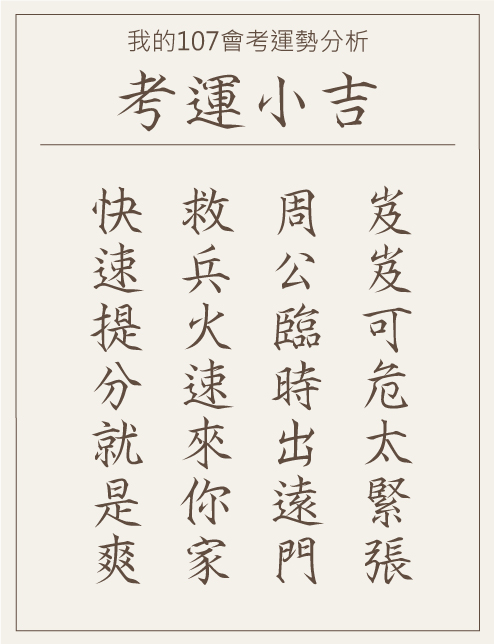 我的107會考運勢分析
考運小吉
岌岌可危太緊張
周公臨時出遠門
救兵火速來你家
快速提分就是爽